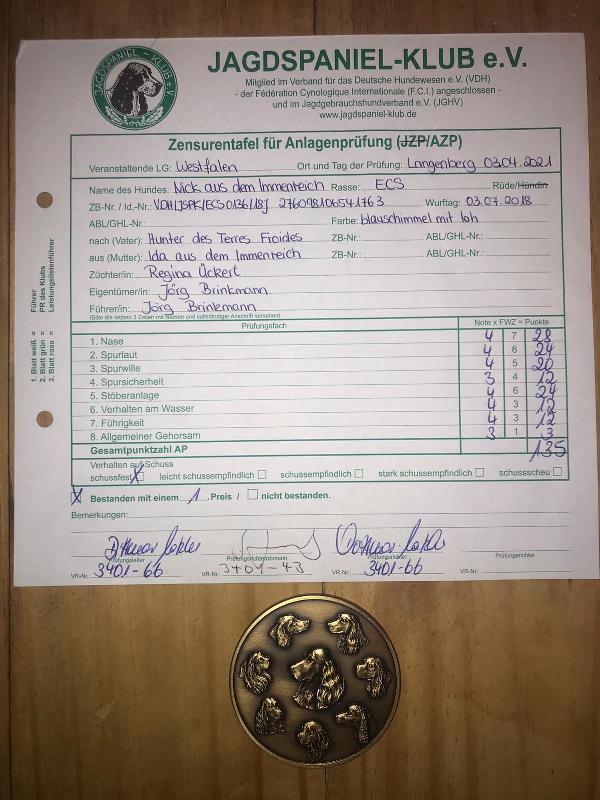 JAGDSPANIEL-KLUB e.V.
JAGDSPANIEL-KLUB e.V.
Mitglied im Verband für das Deutsche Hundewesen e.V. (VDH)
- der Fédération Cynologique Internationale (F.C.I.) angeschlossen -
und im Jagdgebrauchshundverband e.V. (JGHV)
www.jagdspaniel-klub.de
Zensurentafel für Anlagenprüfung (JZP/AZP)
Veranstaltende LG: Westfalen Ort und Tag der Prüfung: Langenberg 03.04.2021
Name des Hundes: Nick aus dem Immenreich Rasse: ECS Rüde/Hündin
ZB-Nr. / Id.-Nr.: VDH/JSPK/ECS0136/18J 276098106541763 Wurftag: 03.07.2018
ABL/GHL-Nr.: Farbe: blauschimmel mit loh
nach (Vater): Hunter des Terres Froides ZB-Nr.: ABL/GHL-Nr.:
aus (Mutter): Ida aus dem Immenreich ZB-Nr.: ABL/GHL-Nr.:
Züchter/in: Regina Ückert
Eigentümer/in: Jörg Brinkmann
Führer/in: Jörg Brinkmann
(Bitte die letzten 3 Zeilen mit Namen und vollständiger Anschrift versehen)
Prüfungsfach Note x FWZ = Punkte
1. Nase 4 7 28
2. Spurlaut 4 6 24
3. Spurwille 4 5 20
4. Spursicherheit 3 4 12
5. Stöberanlage 4 6 24
6. Verhalten am Wasser 4 3 12
7. Führigkeit 4 3 12
8. Allgemeiner Gehorsam 3 1 3
Gesamtpunktzahl AP 135
Verhalten auf Schuss
schussfest X leicht schussempfindlich schussempfindlich stark schussempfindlich schussscheu
X Bestanden mit einem 1. Preis / nicht bestanden.
Bemerkungen:
Prüfungsleiter Prüfungsrichterobmann Prüfungsrichter Prüfungsrichter
VR-Nr. 3401-66 VR-Nr. 3401-43 VR-Nr. 3401-66 VR-Nr.
1. Blatt weiß = Führer
2. Blatt grün = PR des Klubs
3. Blatt rosa = Leistungslistenführer